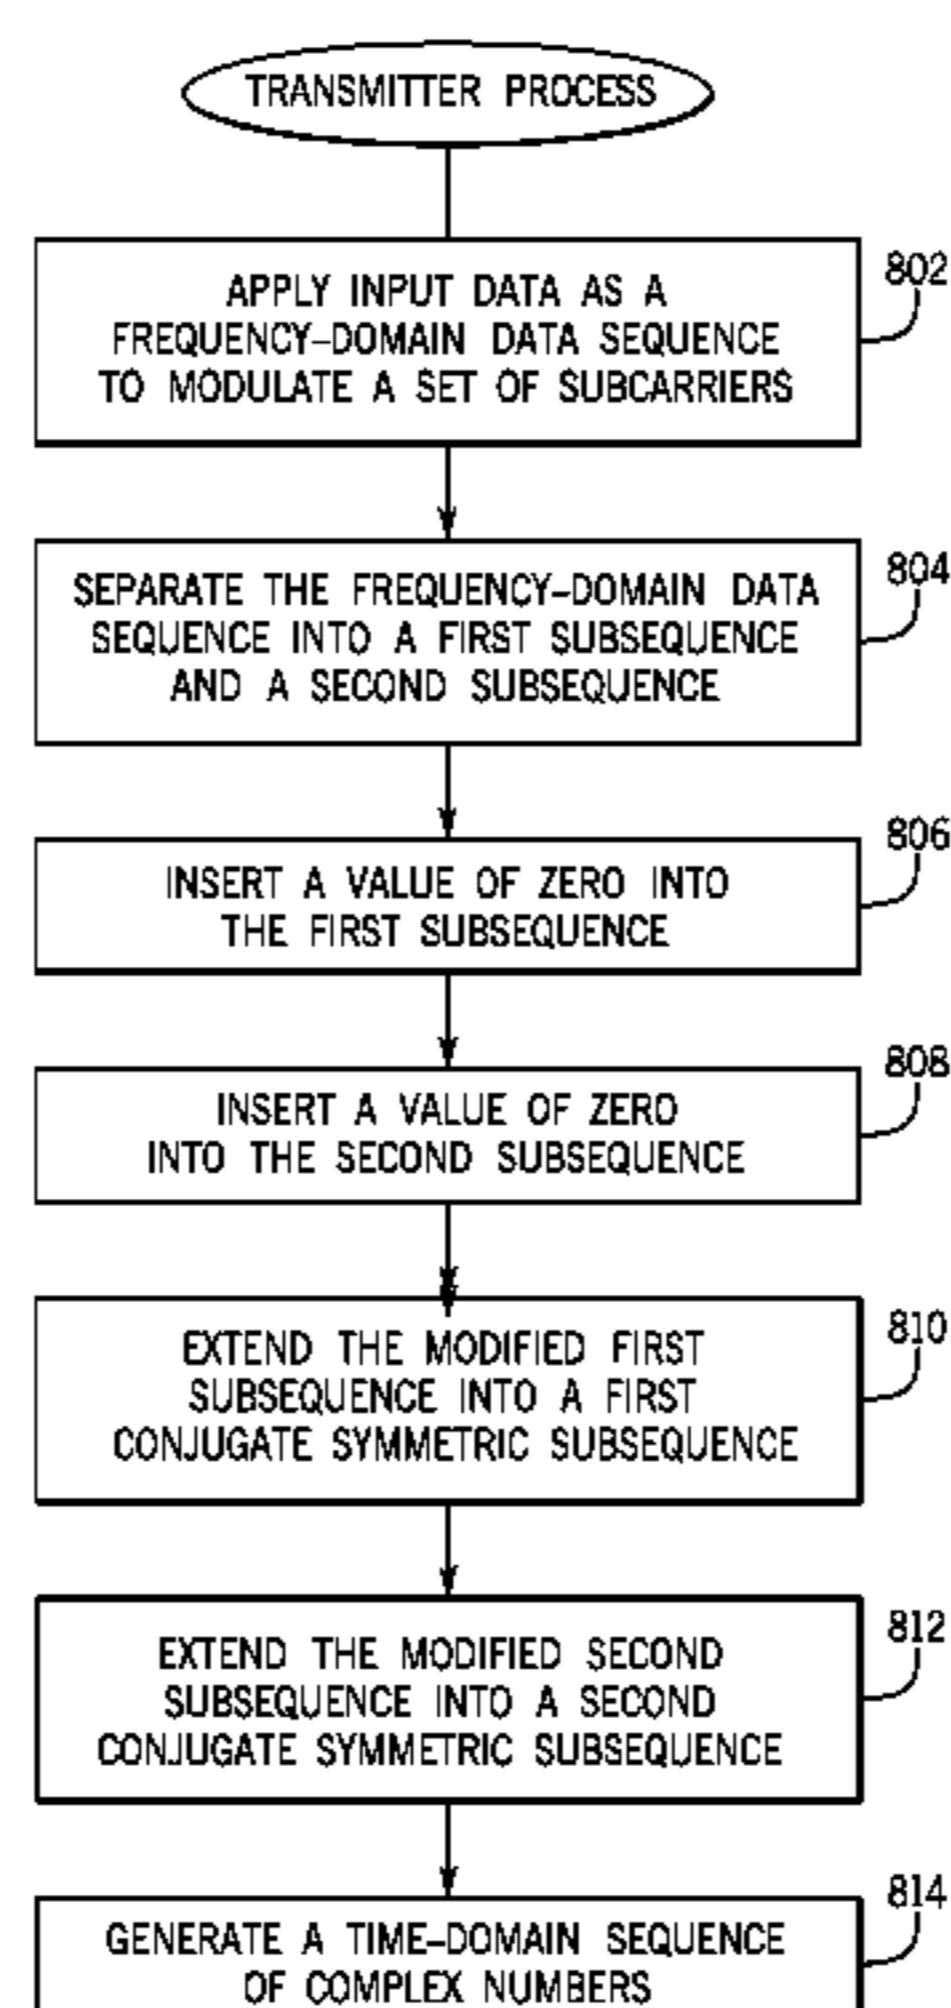 TRANSMITTER PROCESS
802
APPLY INPUT DATA AS A
FREQUENCY-DOMAIN DATA SEQUENCE
TO MODULATE A SET OF SUBCARRIERS
804
SEPARATE THE FREQUENCY-DOMAIN DATA
SEQUENCE INTO A FIRST SUBSEQUENCE
AND A SECOND SUBSEQUENCE
806
INSERT A VALUE OF ZERO INTO
THE FIRST SUBSEQUENCE
808
INSERT A VALUE OF ZERO
INTO THE SECOND SUBSEQUENCE
810
EXTEND THE MODIFIED FIRST
SUBSEQUENCE INTO A FIRST
CONJUGATE SYMMETRIC SUBSEQUENCE
812
EXTEND THE MODIFIED SECOND
SUBSEQUENCE INTO A SECOND
CONJUGATE SYMMETRIC SUBSEQUENCE
814
GENERATE A TIME-DOMAIN SEQUENCE
OF COMPLEX NUMBERS